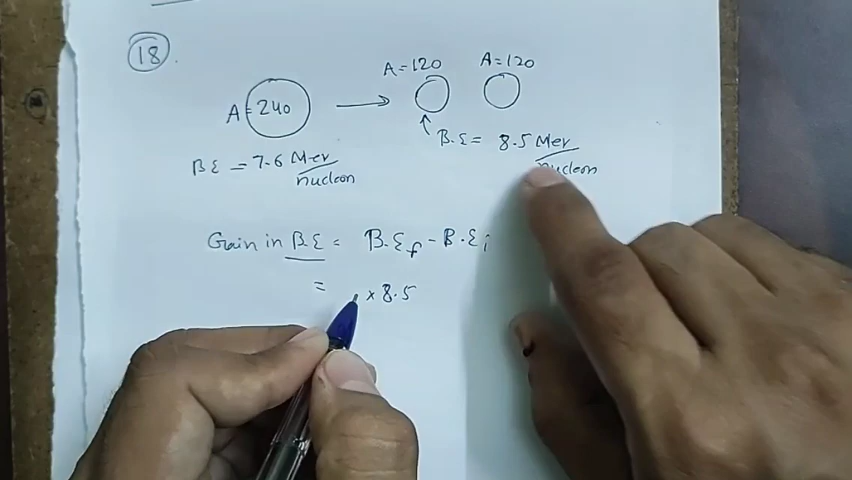 18.
A=120 A=120
A=240
B.E= 8.5 Mev/nucleon
BE = 7.6 Mev/nucleon
Gain in BE = B.Ef - B.Ei
= × 8.5